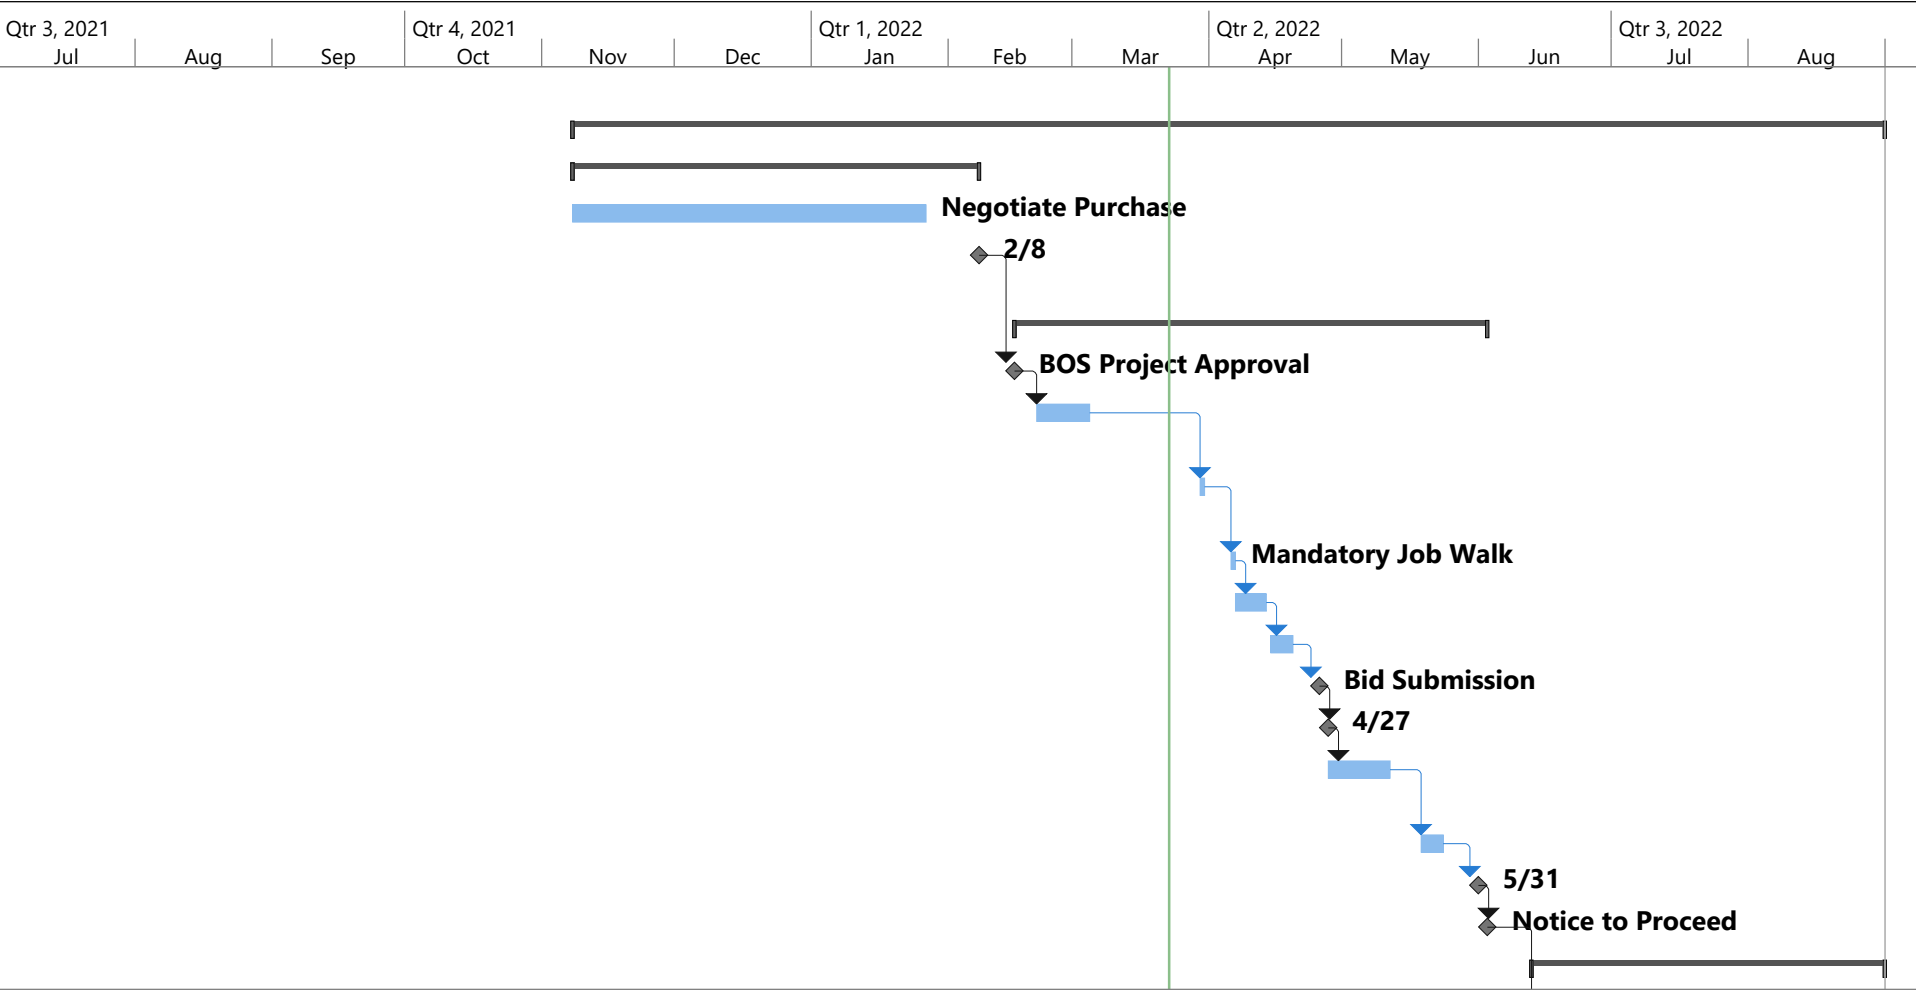 Qtr 3, 2021 Qtr 4, 2021 Qtr 1, 2022 Qtr 2, 2022 Qtr 3, 2022
Jul Aug Sep Oct Nov Dec Jan Feb Mar Apr May Jun Jul Aug
Negotiate Purchase
2/8
BOS Project Approval
Mandatory Job Walk
Bid Submission
4/27
5/31
Notice to Proceed